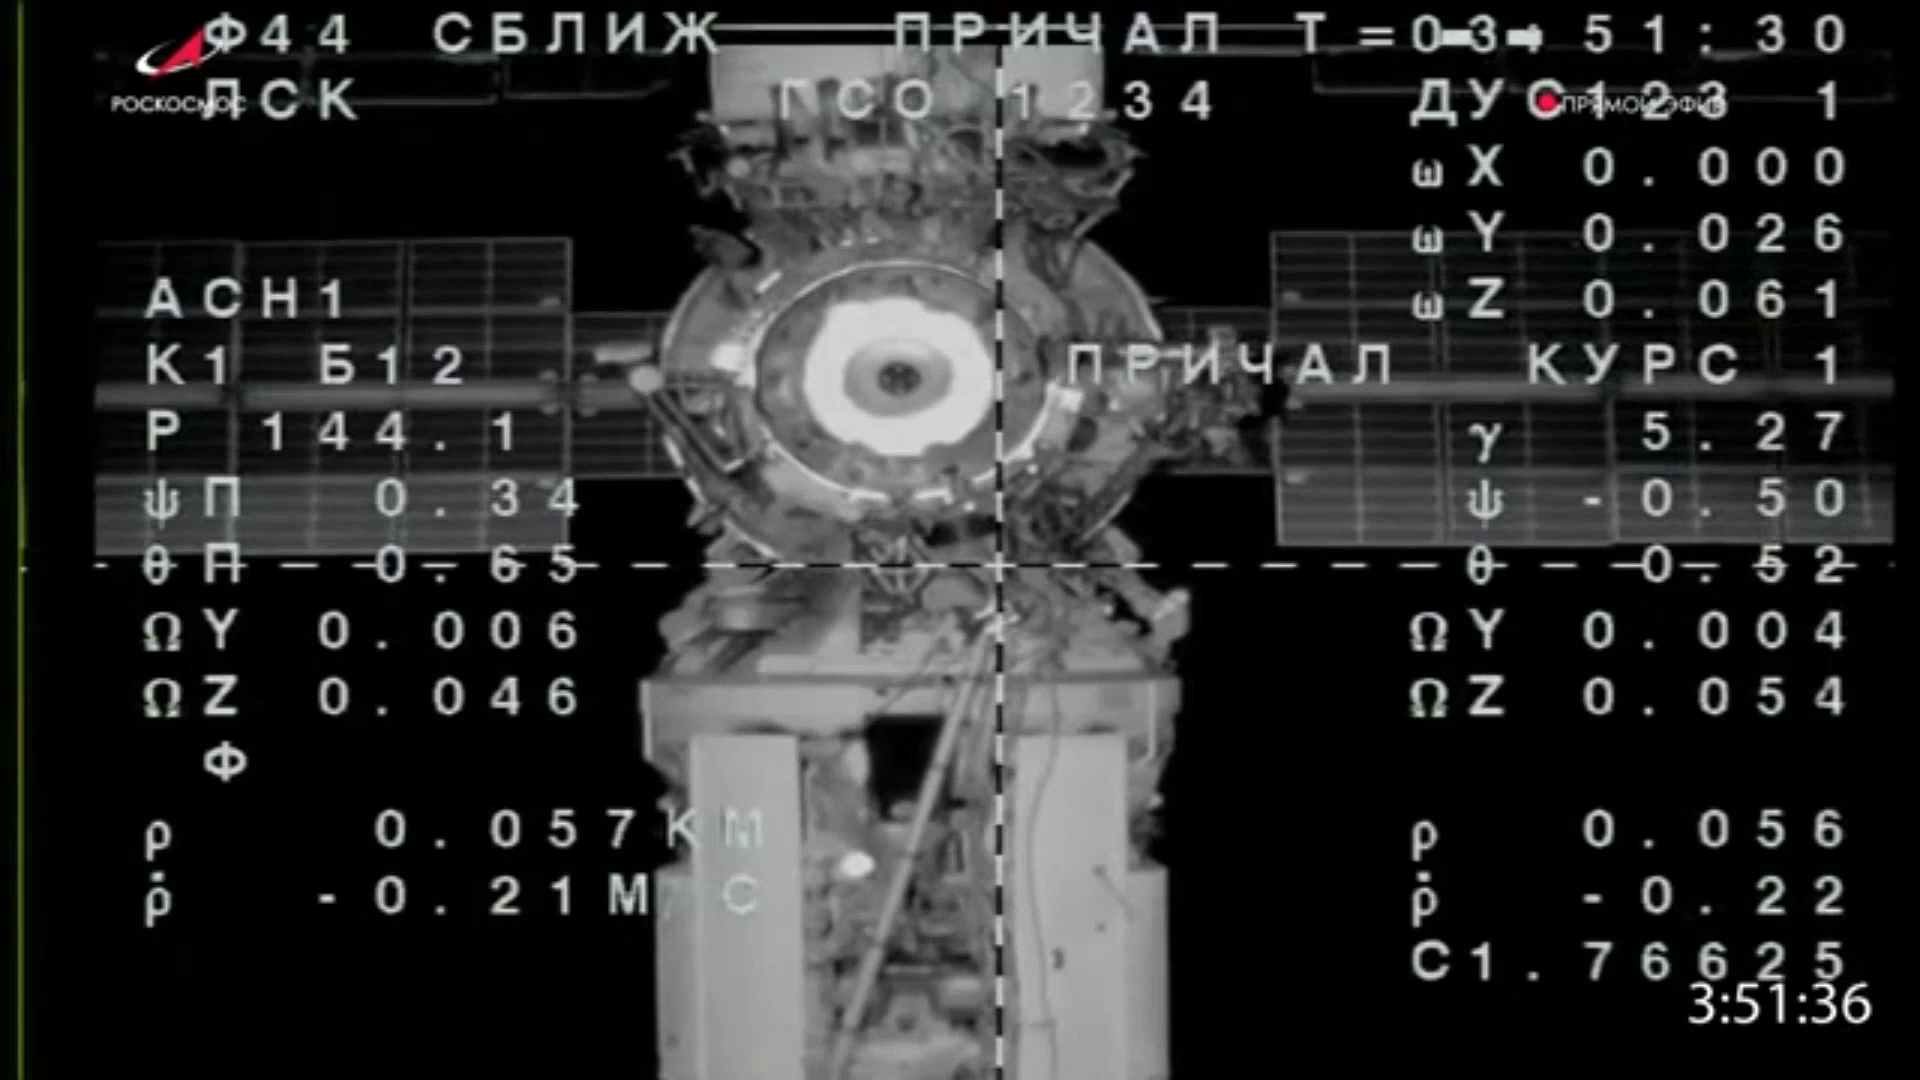 Ф44 СБЛИЖ ПРИЧАЛ Т=03:51:30
РОСКОСМОС
ПСК ГСО 1234 ДУС123 1
ПРЯМОЙ ЭФИР
ωX 0.000
ωY 0.026
АСН1 ωZ 0.061
К1 Б12 ПРИЧАЛ КУРС 1
Р 144.1 γ 5.27
ψП 0.34 ψ -0.50
θП 0.65 θ 0.52
ΩY 0.006 ΩY 0.004
ΩZ 0.046 ΩZ 0.054
Ф
ρ 0.057КМ ρ 0.056
ρ̇ -0.21М/С ρ̇ -0.22
С1.76625
3:51:36